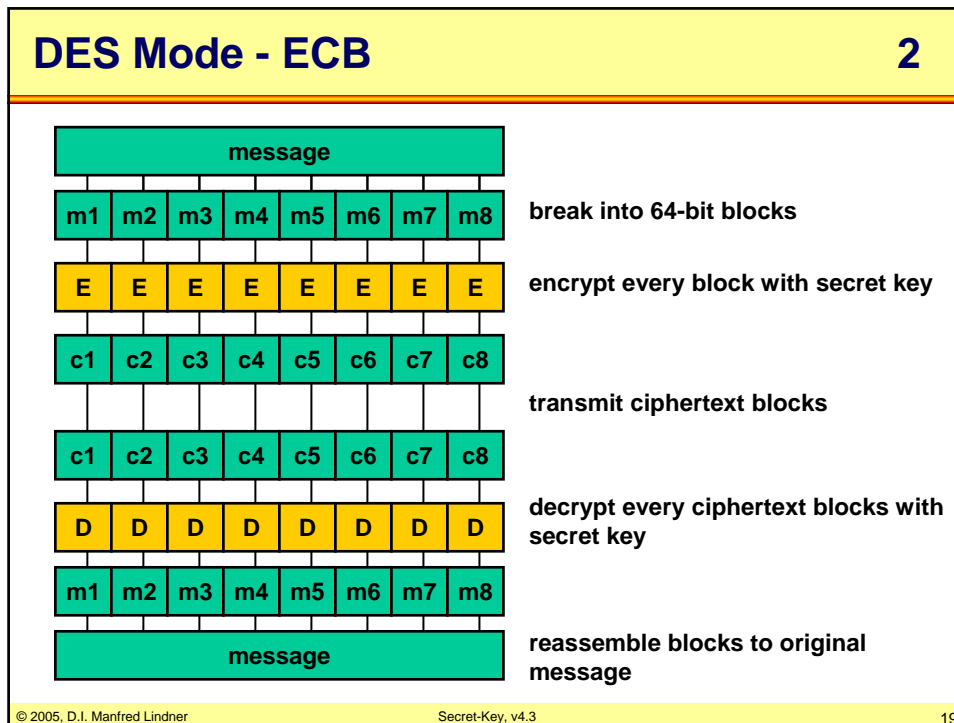 DES Mode - ECB 2
message
m1 m2 m3 m4 m5 m6 m7 m8
break into 64-bit blocks
E E E E E E E E
encrypt every block with secret key
c1 c2 c3 c4 c5 c6 c7 c8
transmit ciphertext blocks
c1 c2 c3 c4 c5 c6 c7 c8
D D D D D D D D
decrypt every ciphertext blocks with
secret key
m1 m2 m3 m4 m5 m6 m7 m8
message
reassemble blocks to original
message
© 2005, D.I. Manfred Lindner Secret-Key, v4.3 19